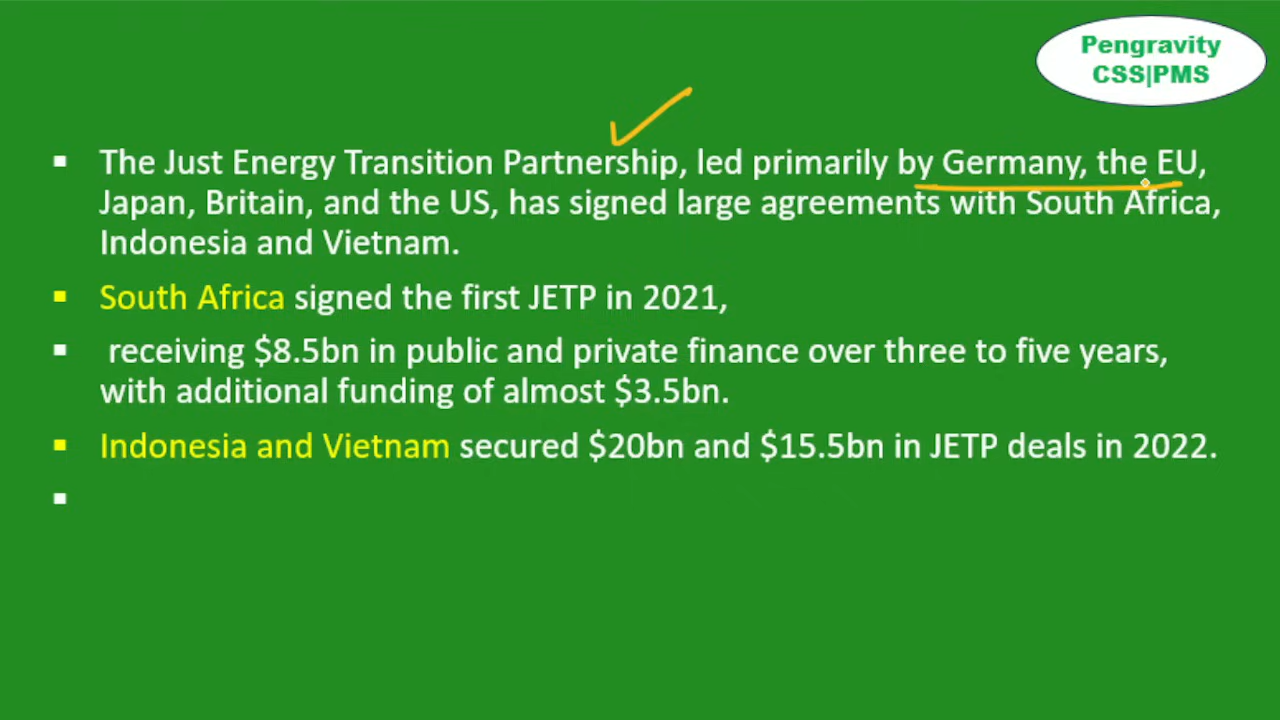 Pengravity
CSS|PMS
▪ The Just Energy Transition Partnership, led primarily by Germany, the EU,
Japan, Britain, and the US, has signed large agreements with South Africa,
Indonesia and Vietnam.
▪ South Africa signed the first JETP in 2021,
▪ receiving $8.5bn in public and private finance over three to five years,
with additional funding of almost $3.5bn.
▪ Indonesia and Vietnam secured $20bn and $15.5bn in JETP deals in 2022.
▪